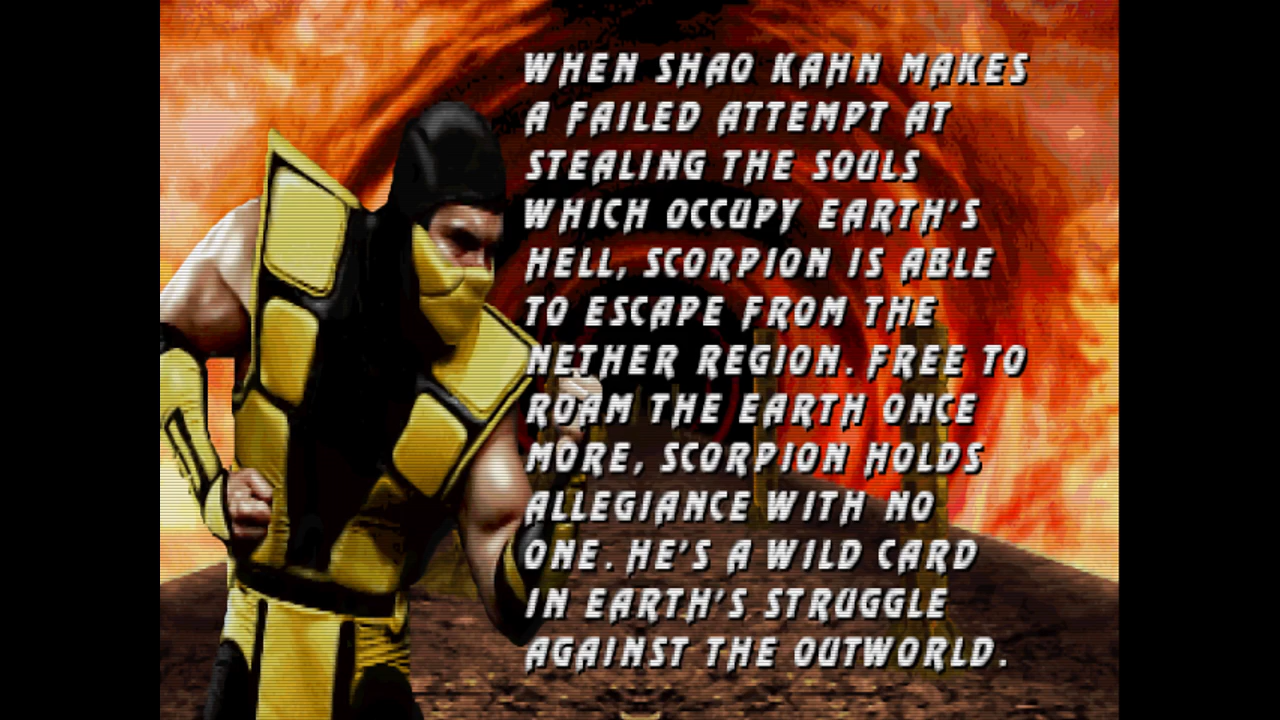 WHEN SHAO KAHN MAKES
A FAILED ATTEMPT AT
STEALING THE SOULS
WHICH OCCUPY EARTH'S
HELL, SCORPION IS ABLE
TO ESCAPE FROM THE
NETHER REGION. FREE TO
ROAM THE EARTH ONCE
MORE, SCORPION HOLDS
ALLEGIANCE WITH NO
ONE. HE'S A WILD CARD
IN EARTH'S STRUGGLE
AGAINST THE OUTWORLD.